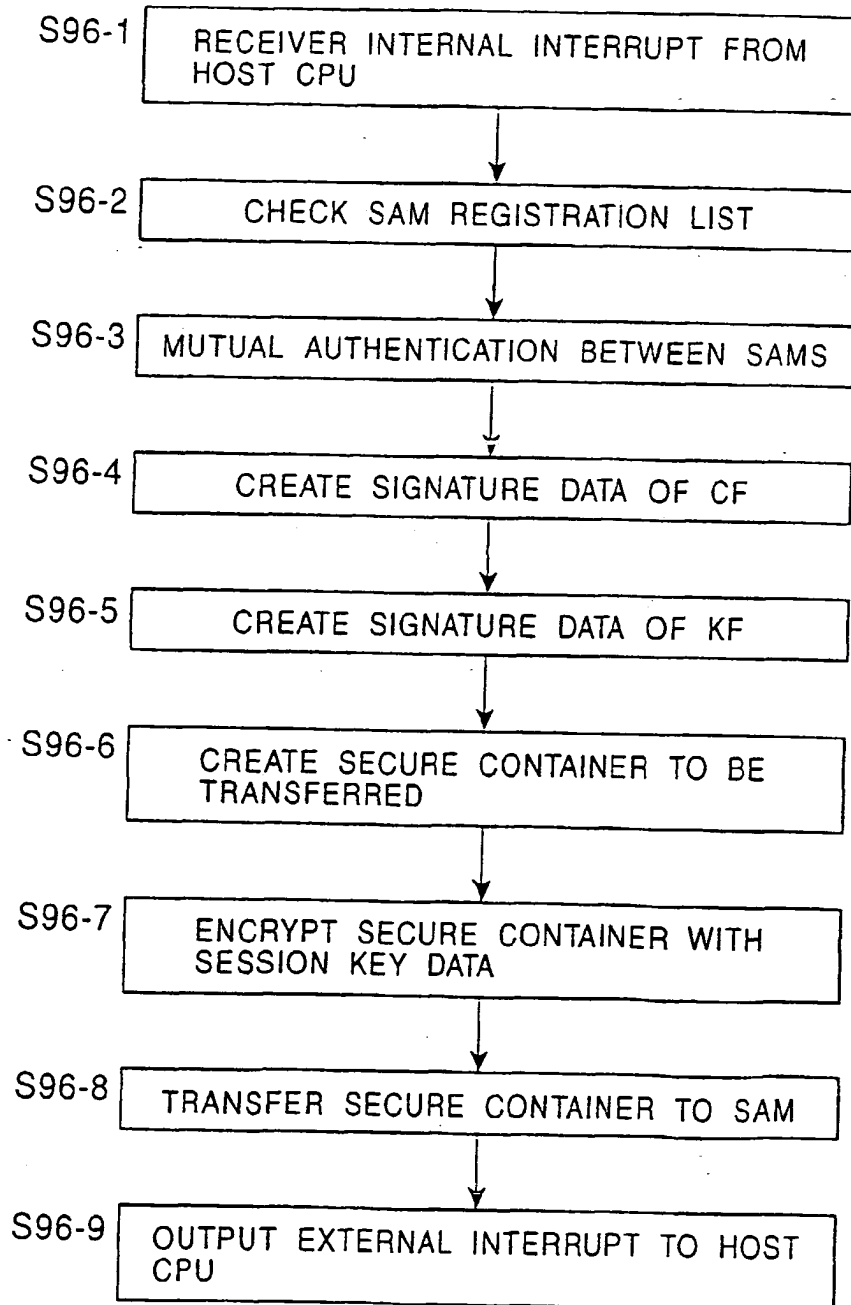 S96-1
RECEIVER INTERNAL INTERRUPT FROM
HOST CPU
S96-2
CHECK SAM REGISTRATION LIST
S96-3
MUTUAL AUTHENTICATION BETWEEN SAMS
S96-4
CREATE SIGNATURE DATA OF CF
S96-5
CREATE SIGNATURE DATA OF KF
S96-6
CREATE SECURE CONTAINER TO BE
TRANSFERRED
S96-7
ENCRYPT SECURE CONTAINER WITH
SESSION KEY DATA
S96-8
TRANSFER SECURE CONTAINER TO SAM
S96-9
OUTPUT EXTERNAL INTERRUPT TO HOST
CPU